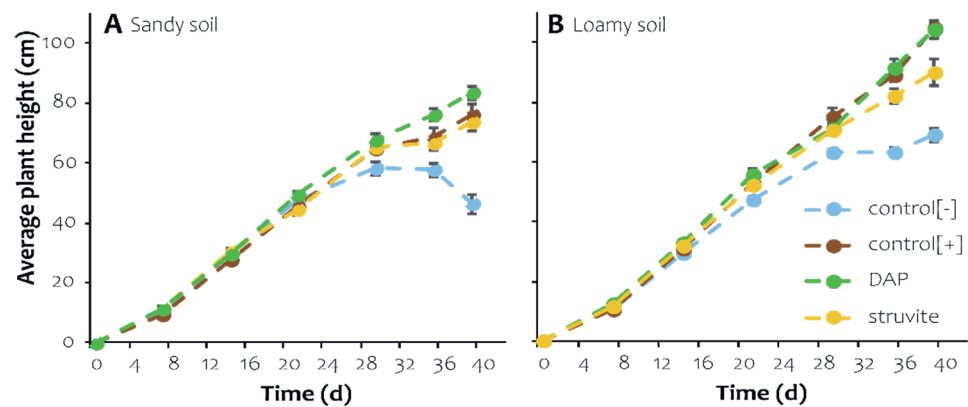 A Sandy soil
B Loamy soil
Average plant height (cm)
100
80
60
40
20
0
0 4 8 12 16 20 24 28 32 36 40
0 4 8 12 16 20 24 28 32 36 40
Time (d)
Time (d)
control[-]
control[+]
DAP
struvite